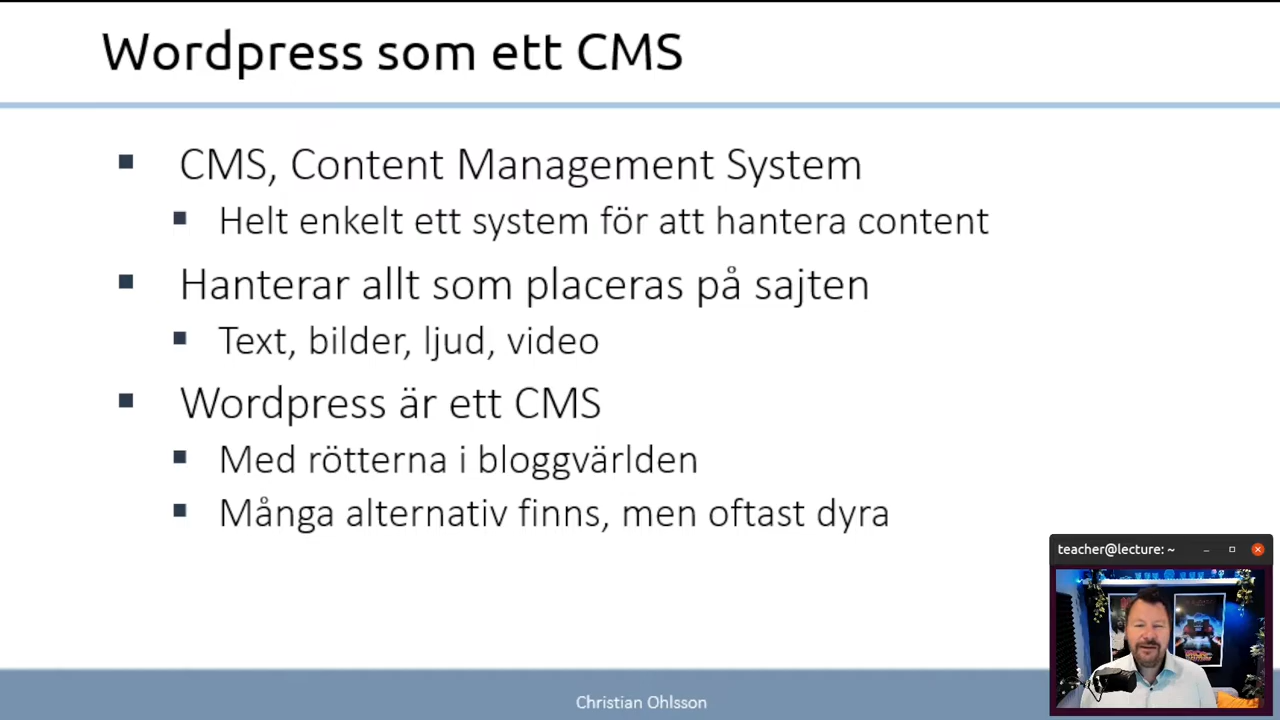 Wordpress som ett CMS
CMS, Content Management System
Helt enkelt ett system för att hantera content
Hanterar allt som placeras på sajten
Text, bilder, ljud, video
Wordpress är ett CMS
Med rötterna i bloggvärlden
Många alternativ finns, men oftast dyra
teacher@lecture: ~
Christian Ohlsson